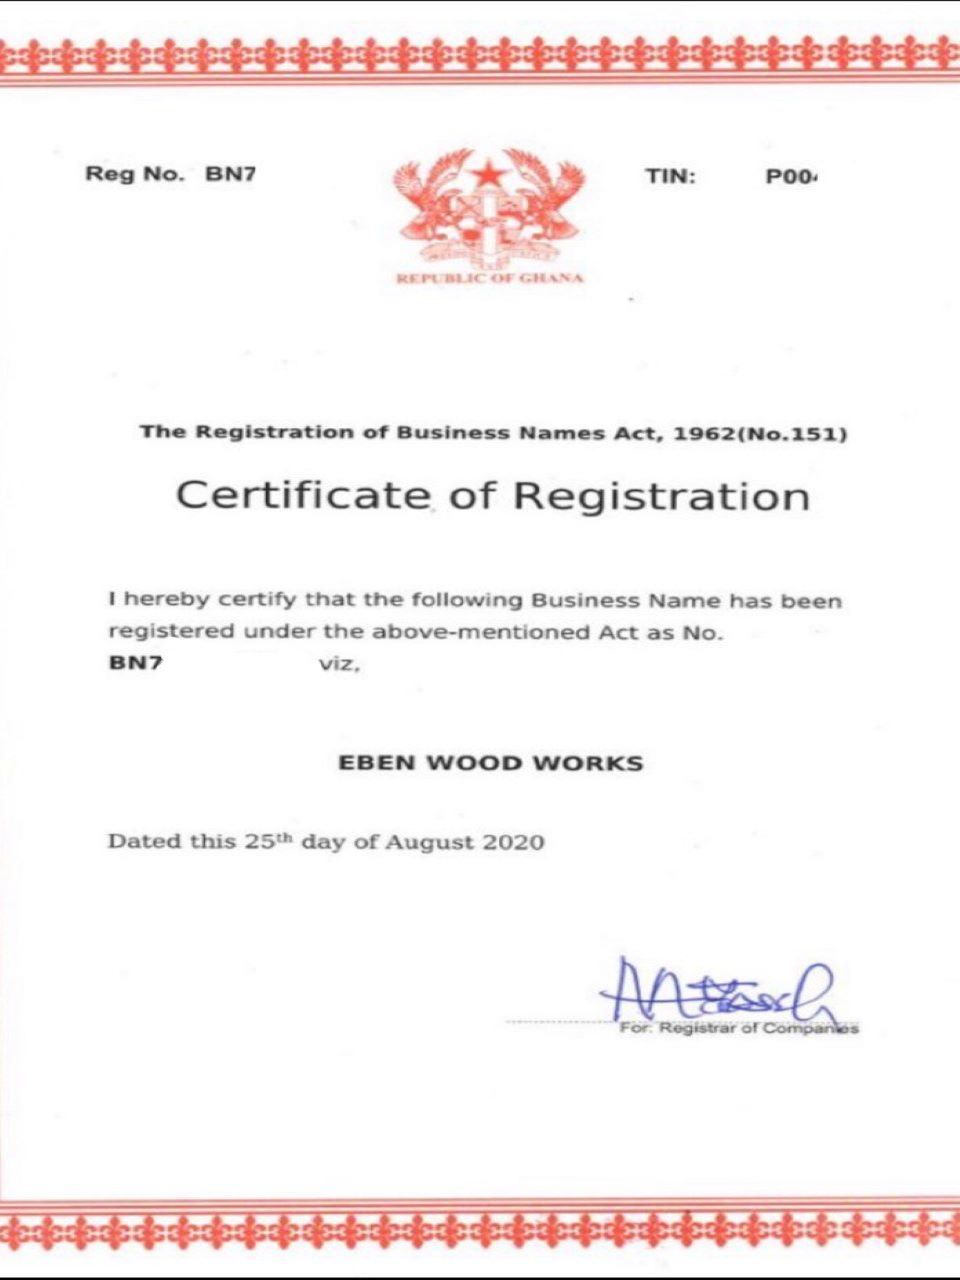 Reg No. BN7
TIN: P00
REPUBLIC OF GHANA
The Registration of Business Names Act, 1962(No.151)
Certificate of Registration
I hereby certify that the following Business Name has been
registered under the above-mentioned Act as No.
BN7 viz,
EBEN WOOD WORKS
Dated this 25th day of August 2020
For: Registrar of Companies